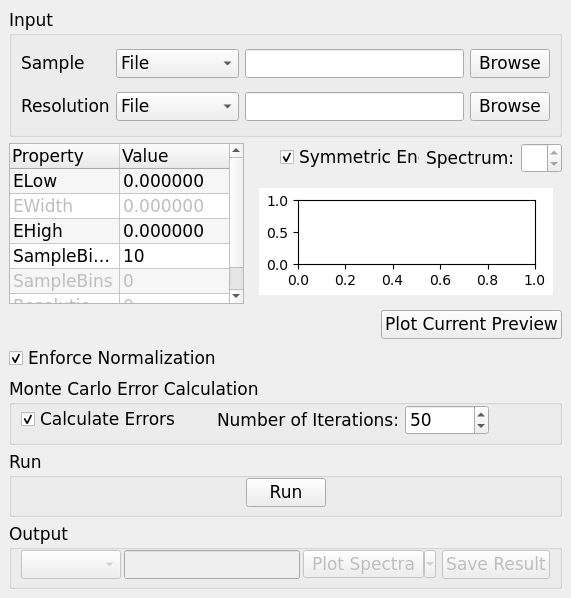 Input
Sample File Browse
Resolution File Browse
Property Value
ELow 0.000000
EWidth 0.000000
EHigh 0.000000
SampleBi... 10
SampleBins 0
Symmetric En Spectrum:
1.0
0.5
0.0
0.0 0.2 0.4 0.6 0.8 1.0
Plot Current Preview
Enforce Normalization
Monte Carlo Error Calculation
Calculate Errors Number of Iterations: 50
Run
Run
Output
Plot Spectra Save Result